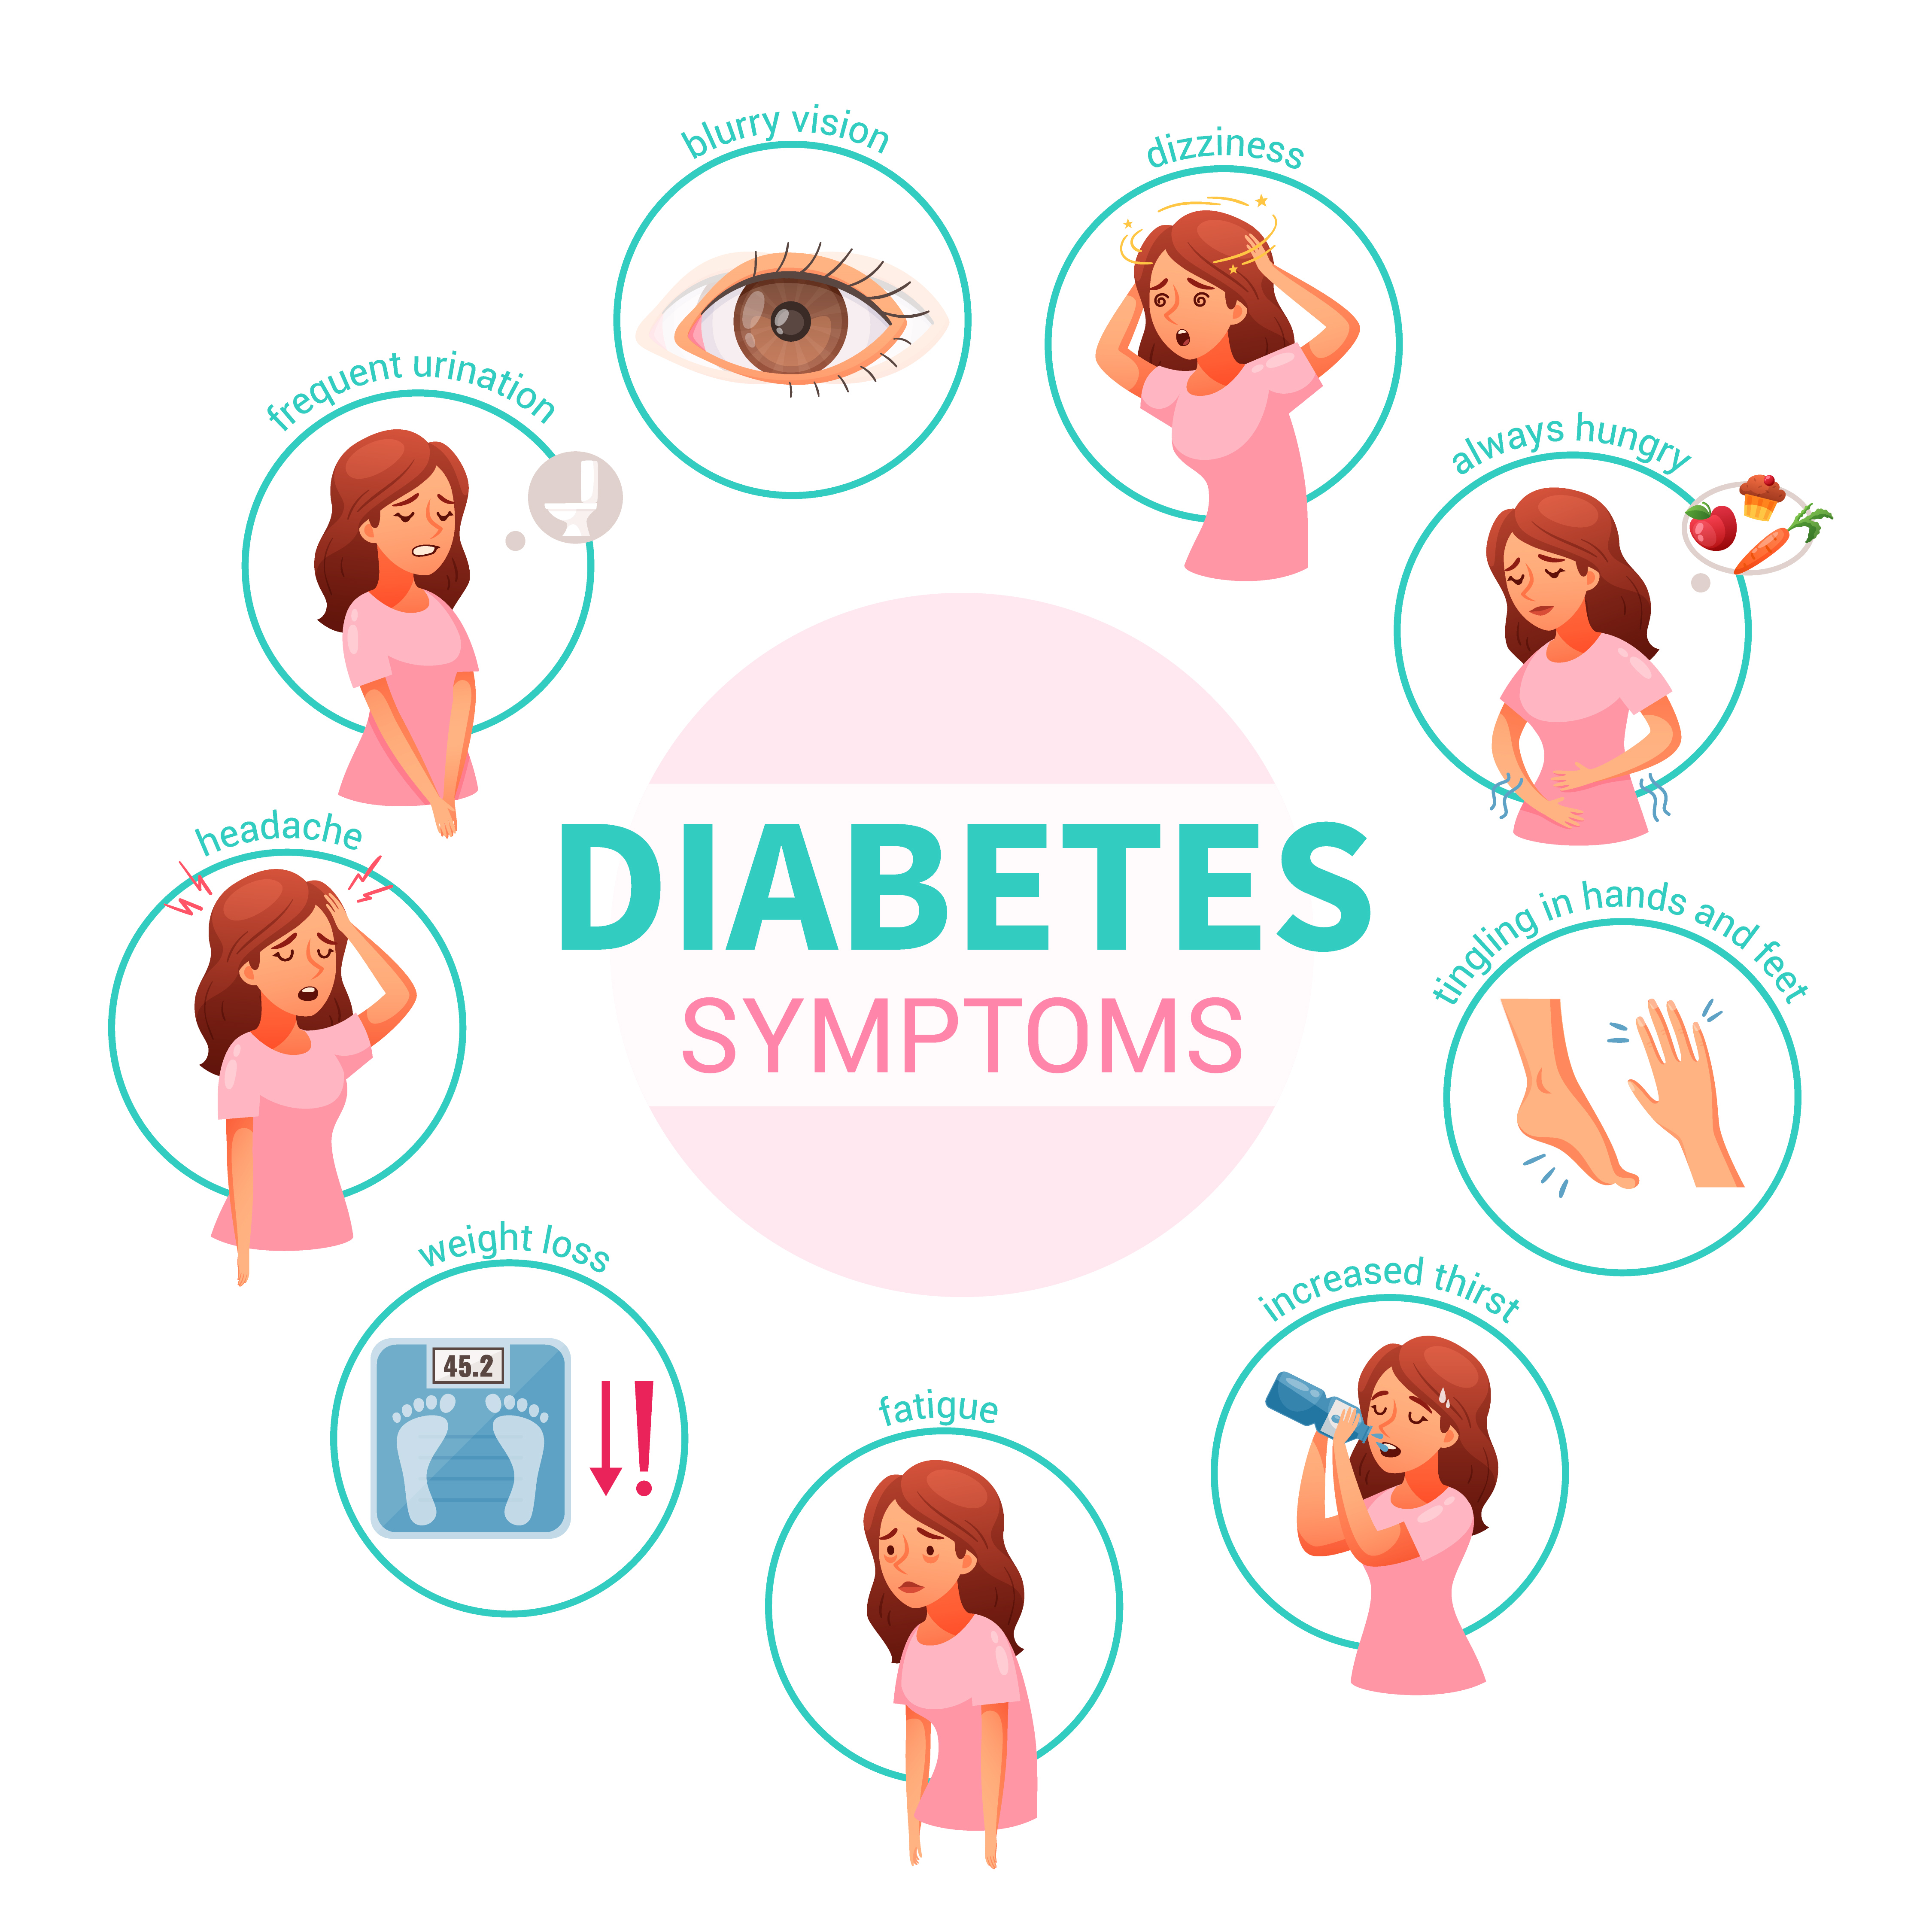 blurry vision
dizziness
frequent urination
always hungry
headache
DIABETES
SYMPTOMS
tingling in hands and feet
weight loss
45.2
increased thirst
fatigue